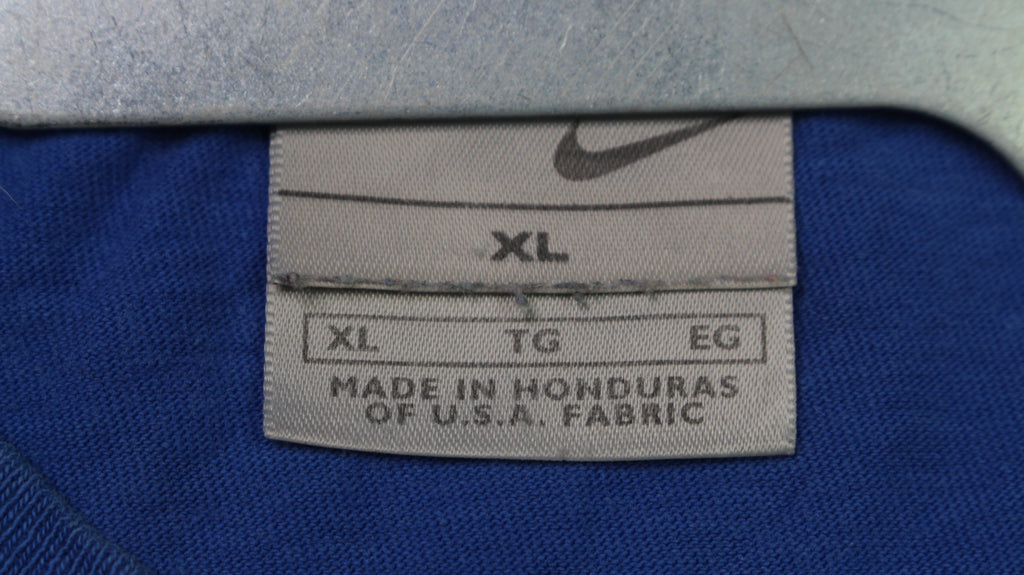 XL
XL TG EG
MADE IN HONDURAS
OF U.S.A. FABRIC